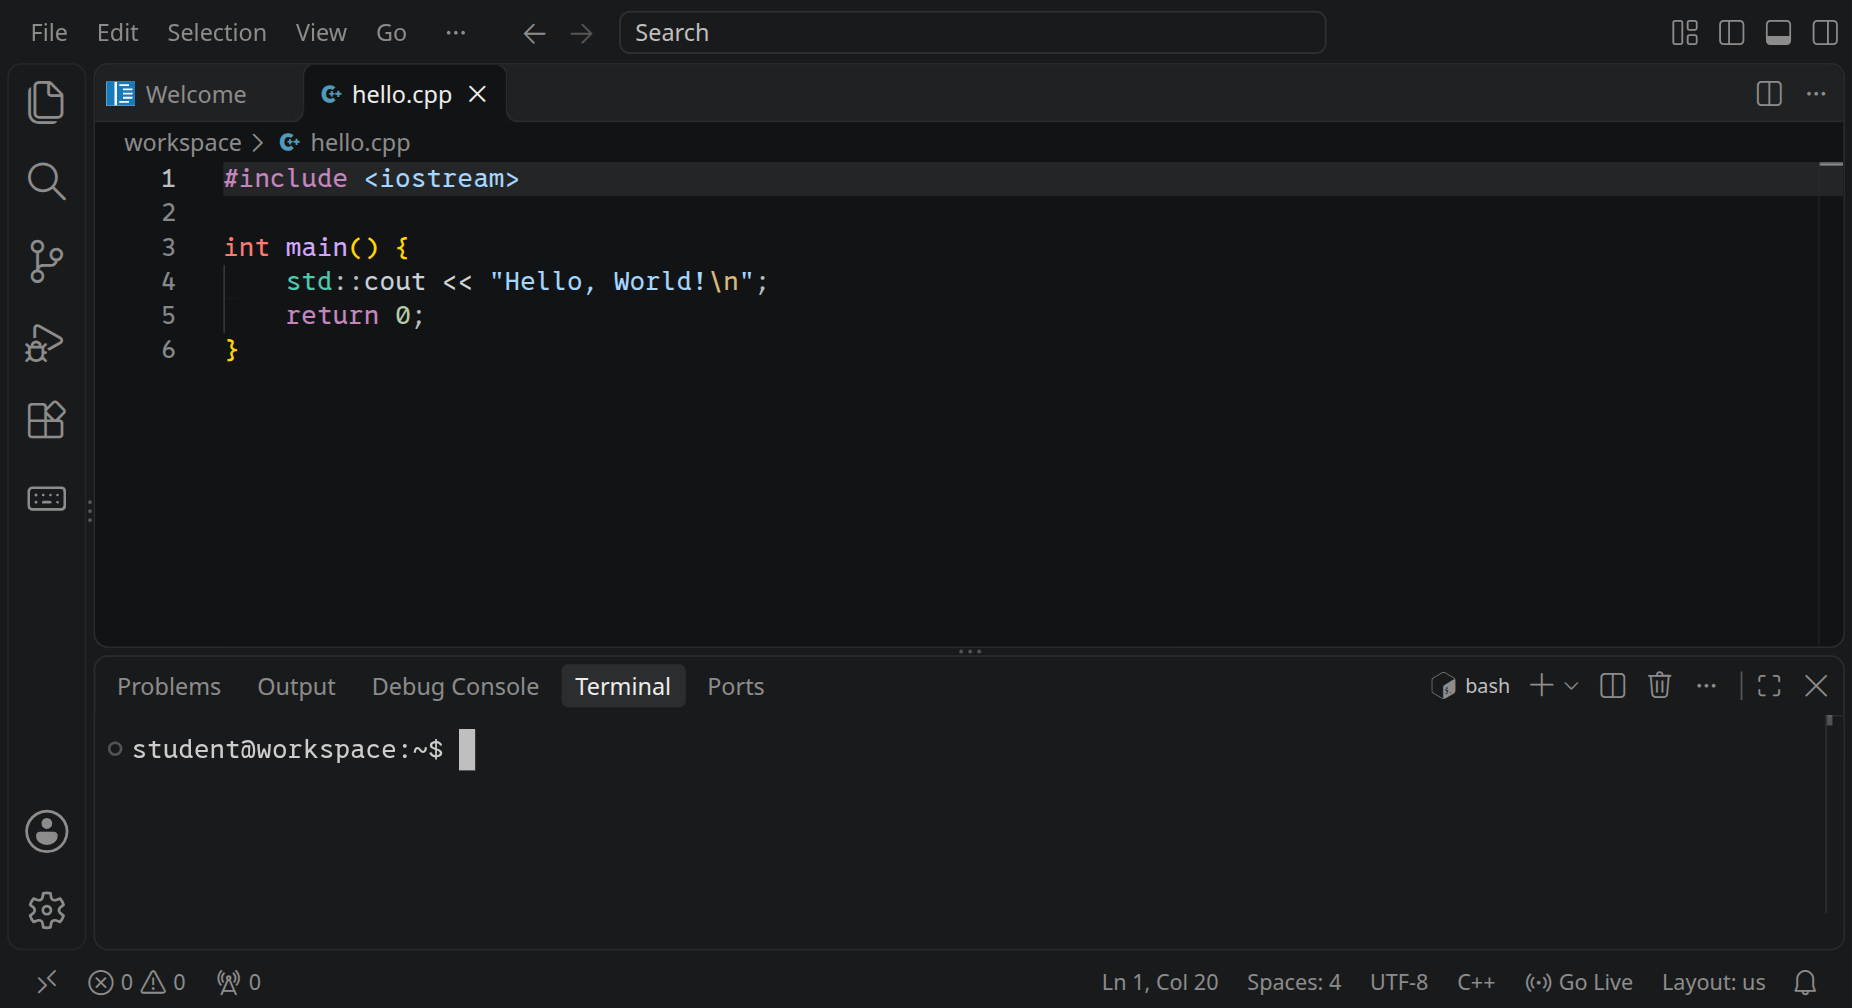 File Edit Selection View Go ··· Search
Welcome hello.cpp
workspace > hello.cpp
1 #include <iostream>
2
3 int main() {
4     std::cout << "Hello, World!\n";
5     return 0;
6 }
Problems Output Debug Console Terminal Ports bash
student@workspace:~$
0 0 0 Ln 1, Col 20 Spaces: 4 UTF-8 C++ Go Live Layout: us